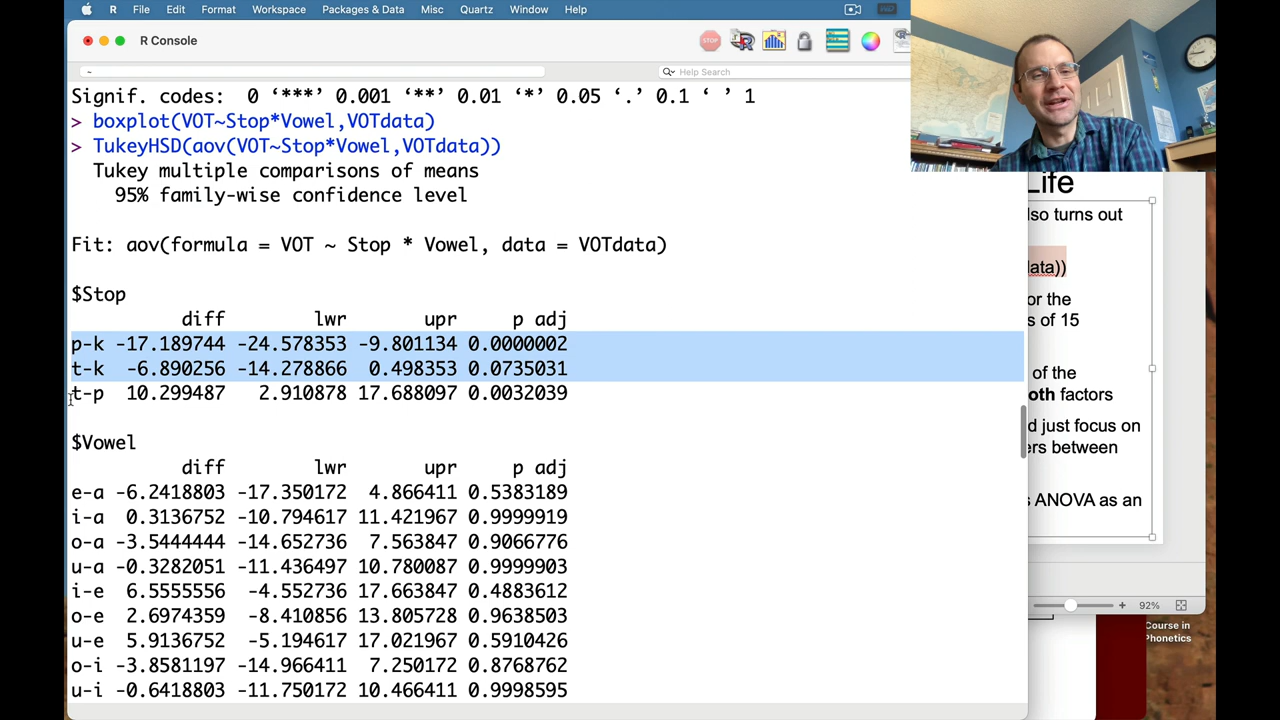 R File Edit Format Workspace Packages & Data Misc Quartz Window Help
R Console
STOP
~ Help Search
Signif. codes:  0 ‘***’ 0.001 ‘**’ 0.01 ‘*’ 0.05 ‘.’ 0.1 ‘ ’ 1
> boxplot(VOT~Stop*Vowel,VOTdata)
> TukeyHSD(aov(VOT~Stop*Vowel,VOTdata))
Tukey multiple comparisons of means
95% family-wise confidence level
Fit: aov(formula = VOT ~ Stop * Vowel, data = VOTdata)
$Stop
diff lwr upr p adj
p-k -17.189744 -24.578353 -9.801134 0.0000002
t-k -6.890256 -14.278866 0.498353 0.0735031
t-p 10.299487 2.910878 17.688097 0.0032039
$Vowel
diff lwr upr p adj
e-a -6.2418803 -17.350172 4.866411 0.5383189
i-a 0.3136752 -10.794617 11.421967 0.9999919
o-a -3.5444444 -14.652736 7.563847 0.9066776
u-a -0.3282051 -11.436497 10.780087 0.9999903
i-e 6.5555556 -4.552736 17.663847 0.4883612
o-e 2.6974359 -8.410856 13.805728 0.9638503
u-e 5.9136752 -5.194617 17.021967 0.5910426
o-i -3.8581197 -14.966411 7.250172 0.8768762
u-i -0.6418803 -11.750172 10.466411 0.9998595
Life
lso turns out
data))
or the
s of 15
of the
oth factors
d just focus on
ers between
s ANOVA as an
92%
Course in
Phonetics